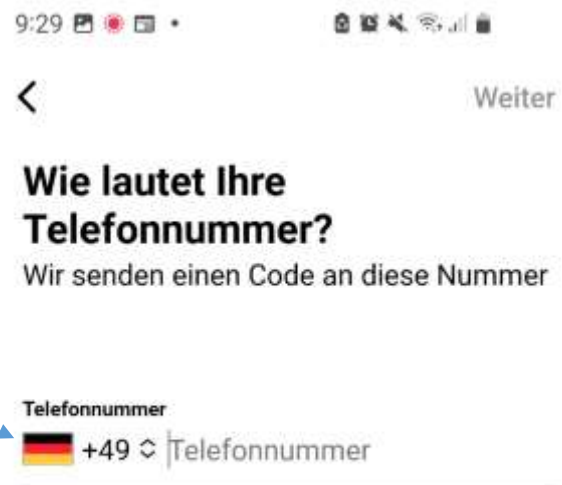 9:29
Weiter
Wie lautet Ihre
Telefonnummer?
Wir senden einen Code an diese Nummer
Telefonnummer
+49 Telefonnummer